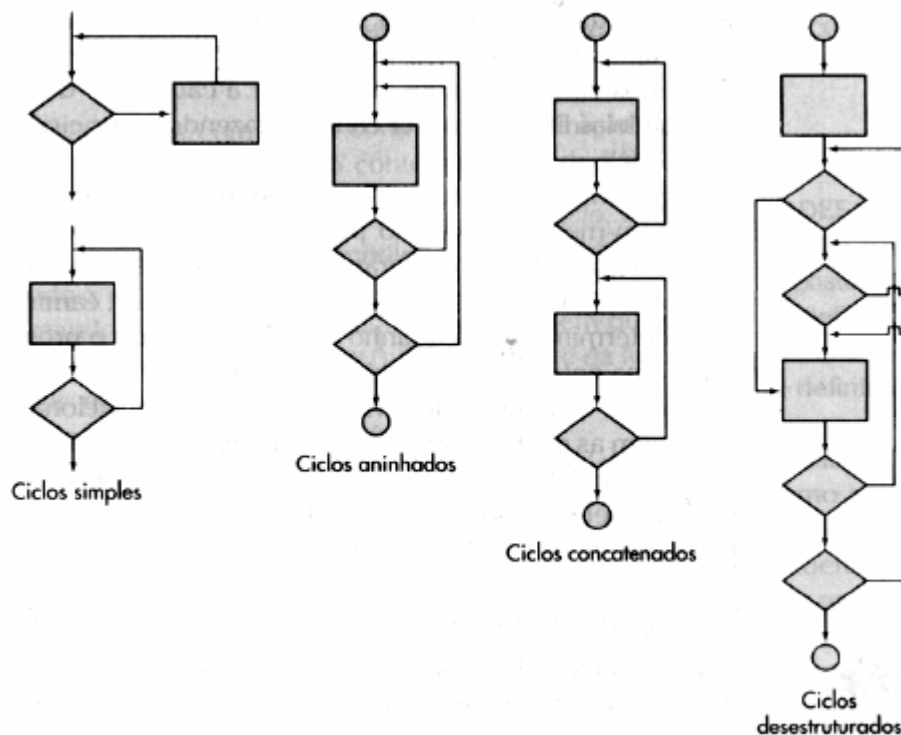 Ciclos simples
Ciclos aninhados
Ciclos concatenados
Ciclos
desestruturados